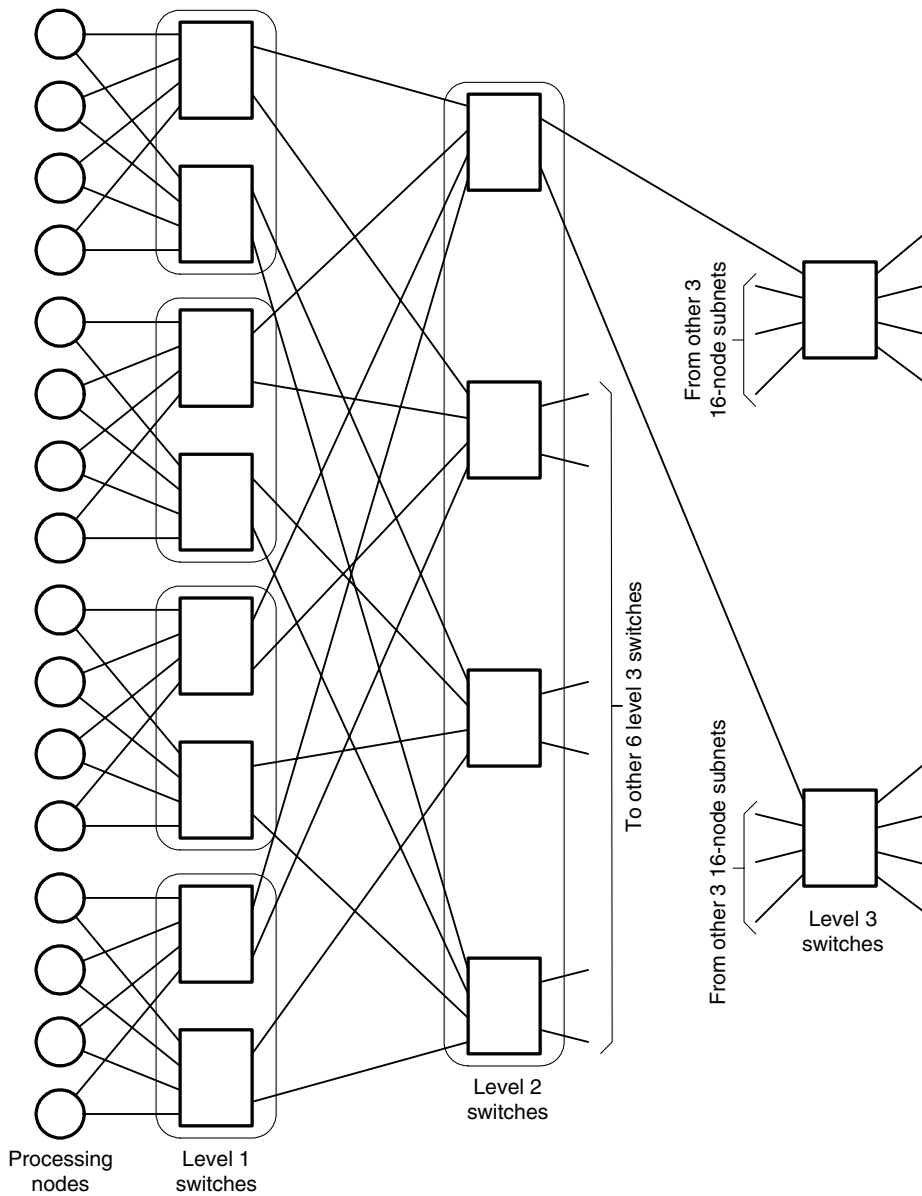 From other 3
16-node subnets
To other 6 level 3 switches
From other 3 16-node subnets
Level 3
switches
Level 2
switches
Processing
nodes
Level 1
switches